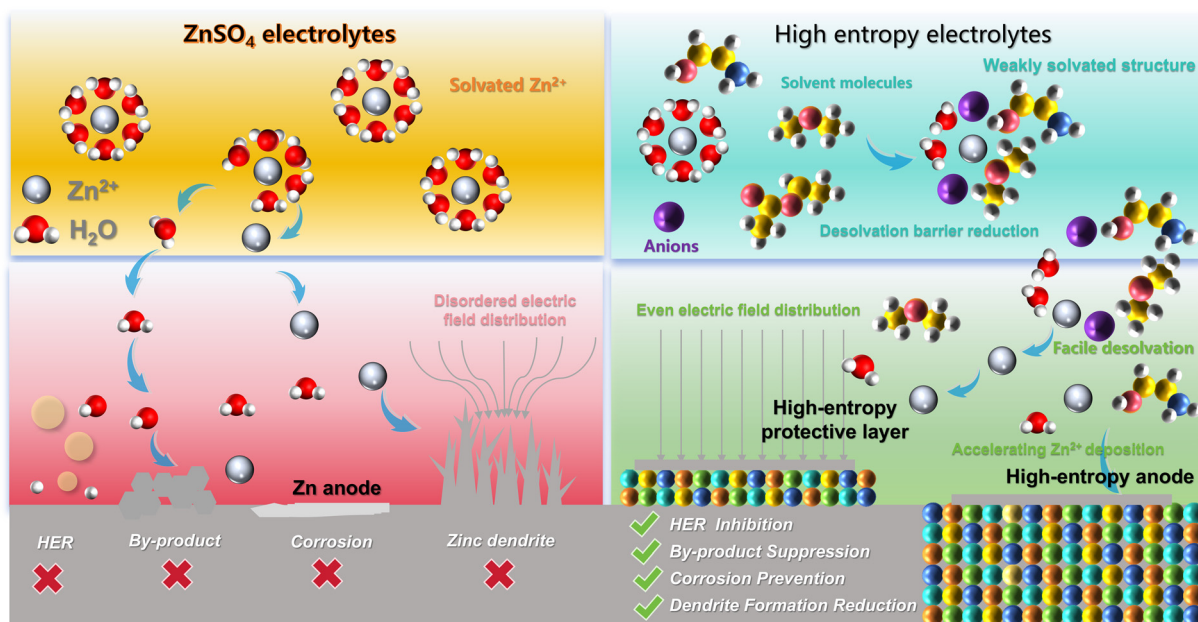 ZnSO₄ electrolytes
Solvated Zn²⁺
Zn²⁺
H₂O
Disordered electric
field distribution
Zn anode
HER
By-product
Corrosion
Zinc dendrite
High entropy electrolytes
Solvent molecules
Weakly solvated structure
Anions
Desolvation barrier reduction
Even electric field distribution
Facile desolvation
High-entropy
protective layer
Accelerating Zn²⁺ deposition
High-entropy anode
HER Inhibition
By-product Suppression
Corrosion Prevention
Dendrite Formation Reduction